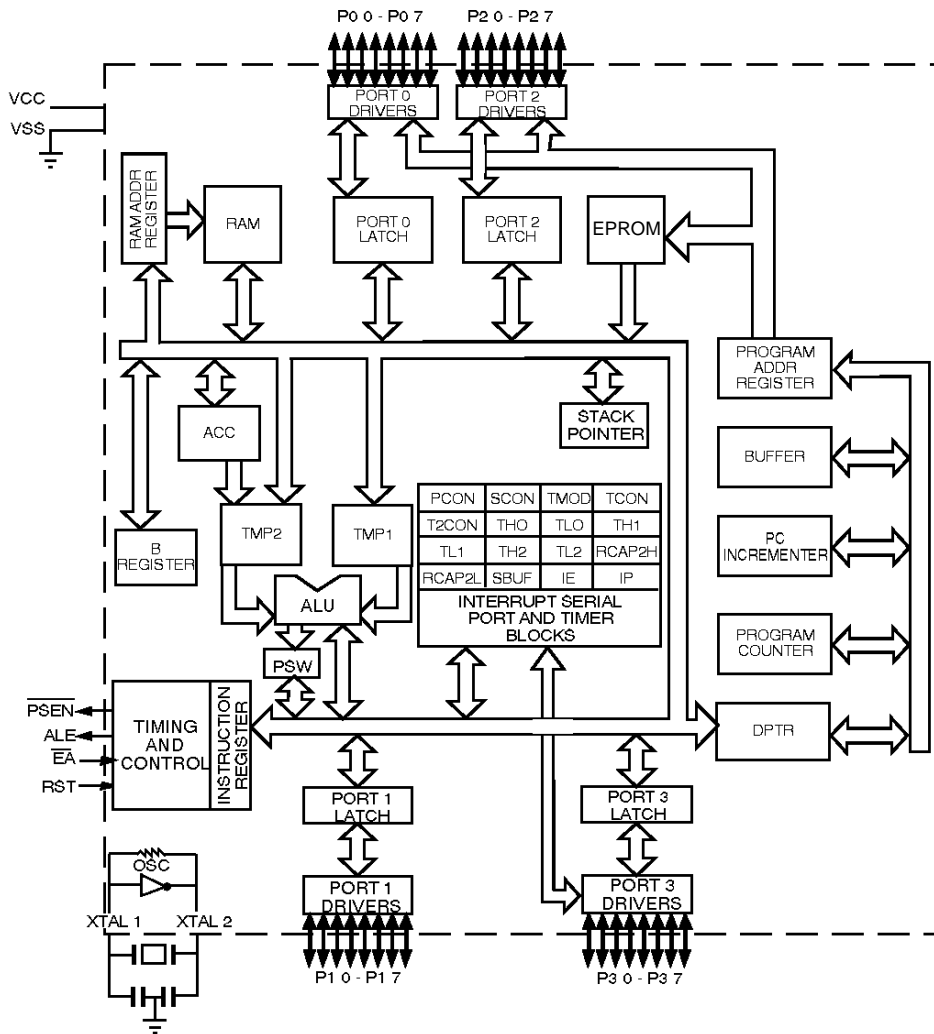 P0 0 - P0 7
P2 0 - P2 7
VCC
VSS
PORT 0
DRIVERS
PORT 2
DRIVERS
RAM ADDR
REGISTER
RAM
PORT 0
LATCH
PORT 2
LATCH
EPROM
PROGRAM
ADDR
REGISTER
STACK
POINTER
ACC
BUFFER
B
REGISTER
TMP2
TMP1
PCON SCON TMOD TCON
T2CON THO TLO TH1
TL1 TH2 TL2 RCAP2H
RCAP2L SBUF IE IP
INTERRUPT SERIAL
PORT AND TIMER
BLOCKS
PC
INCREMENTER
ALU
PSW
PROGRAM
COUNTER
PSEN
ALE
EA
RST
TIMING
AND
CONTROL
INSTRUCTION
REGISTER
DPTR
PORT 1
LATCH
PORT 3
LATCH
OSC
XTAL 1
XTAL 2
PORT 1
DRIVERS
PORT 3
DRIVERS
P1 0 - P1 7
P3 0 - P3 7